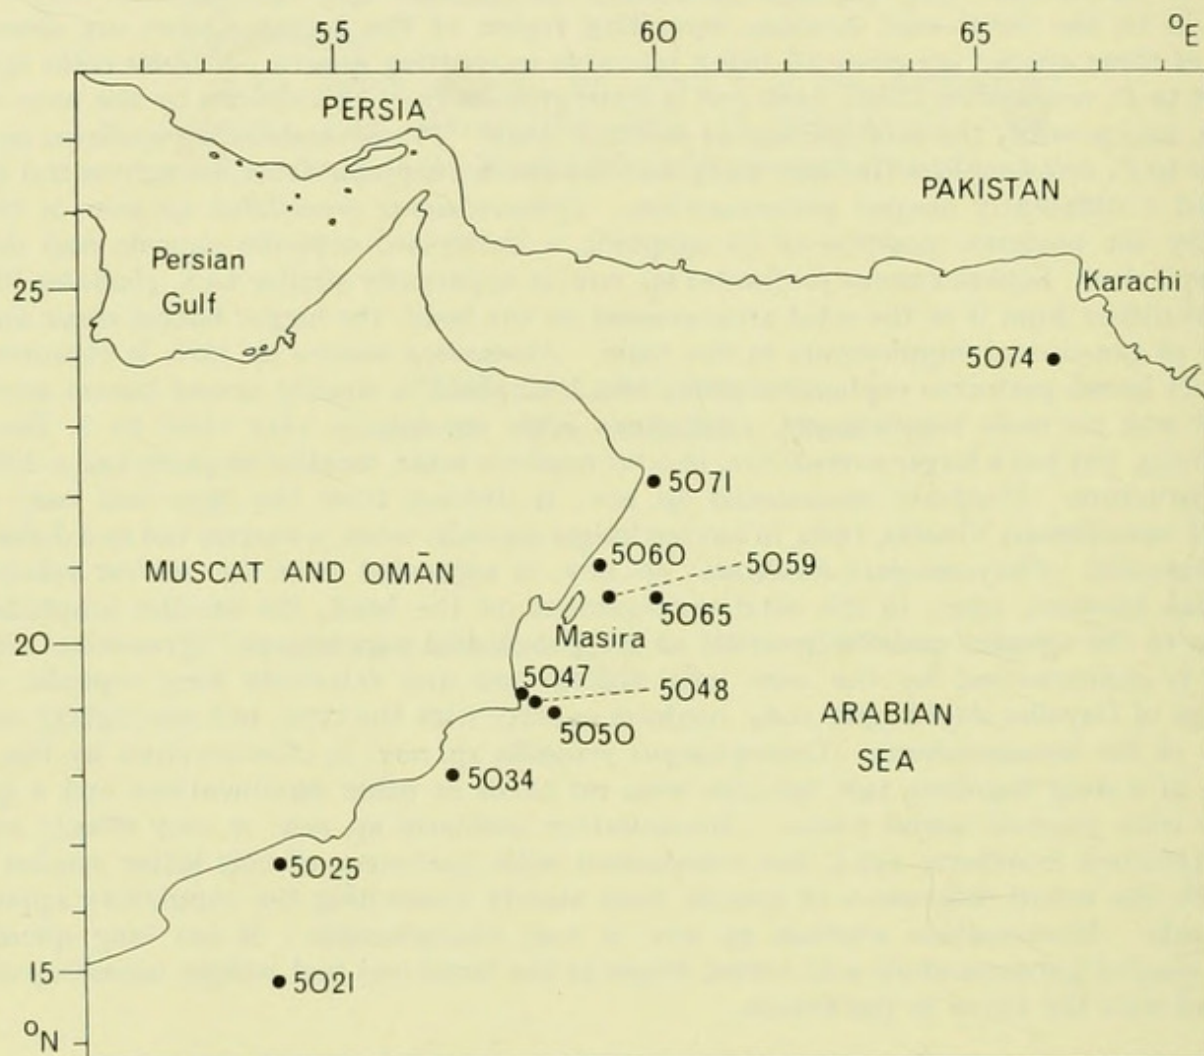 55 60 65 °E
PERSIA
PAKISTAN
Persian
Gulf
25
Karachi
5074
5071
5060
5059
MUSCAT AND OMĀN
5065
Masira
20
5047
5048
5050
ARABIAN
SEA
5034
5025
15
5021
°N